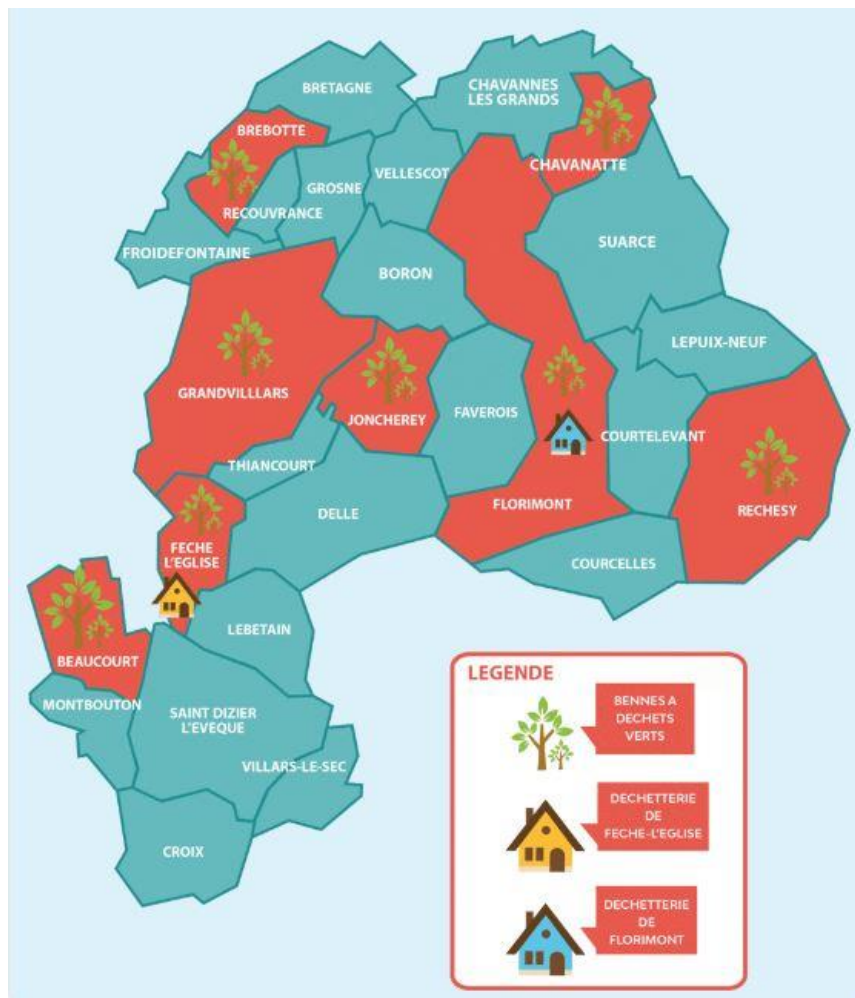 BRETAGNE
CHAVANNES
LES GRANDS
BREBOTTE
CHAVANATTE
VELLESCOT
GROSNE
RECOUVRANCE
SUARCE
FROIDEFONTAINE
BORON
LEPUIX-NEUF
GRANDVILLLARS
JONCHEREY
FAVEROIS
COURTELEVANT
THIANCOURT
FLORIMONT
RECHESY
DELLE
FECHE
L'EGLISE
COURCELLES
LEBETAIN
BEAUCOURT
MONTBOUTON
SAINT DIZIER
L'EVEQUE
VILLARS-LE-SEC
CROIX
LEGENDE
BENNES A
DECHETS
VERTS
DECHETTERIE
DE
FECHE-L'EGLISE
DECHETTERIE
DE
FLORIMONT